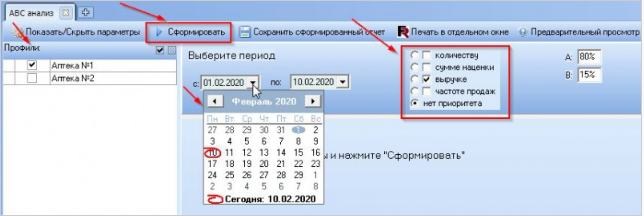 АВС анализ
Показать/Скрыть параметры Сформировать Сохранить сформированный отчет Печать в отдельном окне Предварительный просмотр
Профили:
Аптека №1
Аптека №2
Выберите период
с: 01.02.2020 по: 10.02.2020
количеству
сумме наценки
выручке
частоте продаж
нет приоритета
A: 80%
B: 15%
Февраль 2020
Пн Вт Ср Чт Пт Сб Вс
27 28 29 30 31 1 2
3 4 5 6 7 8 9
10 11 12 13 14 15 16
17 18 19 20 21 22 23
24 25 26 27 28 29 1
2 3 4 5 6 7 8
Сегодня: 10.02.2020
ы и нажмите "Сформировать"